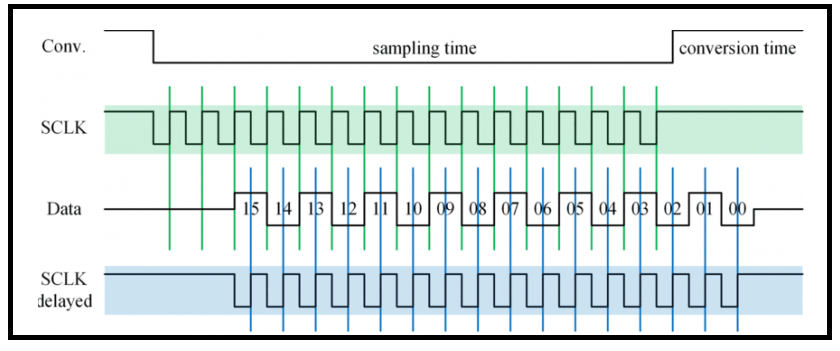 Conv. sampling time conversion time
SCLK
Data 15 14 13 12 11 10 09 08 07 06 05 04 03 02 01 00
SCLK
delayed